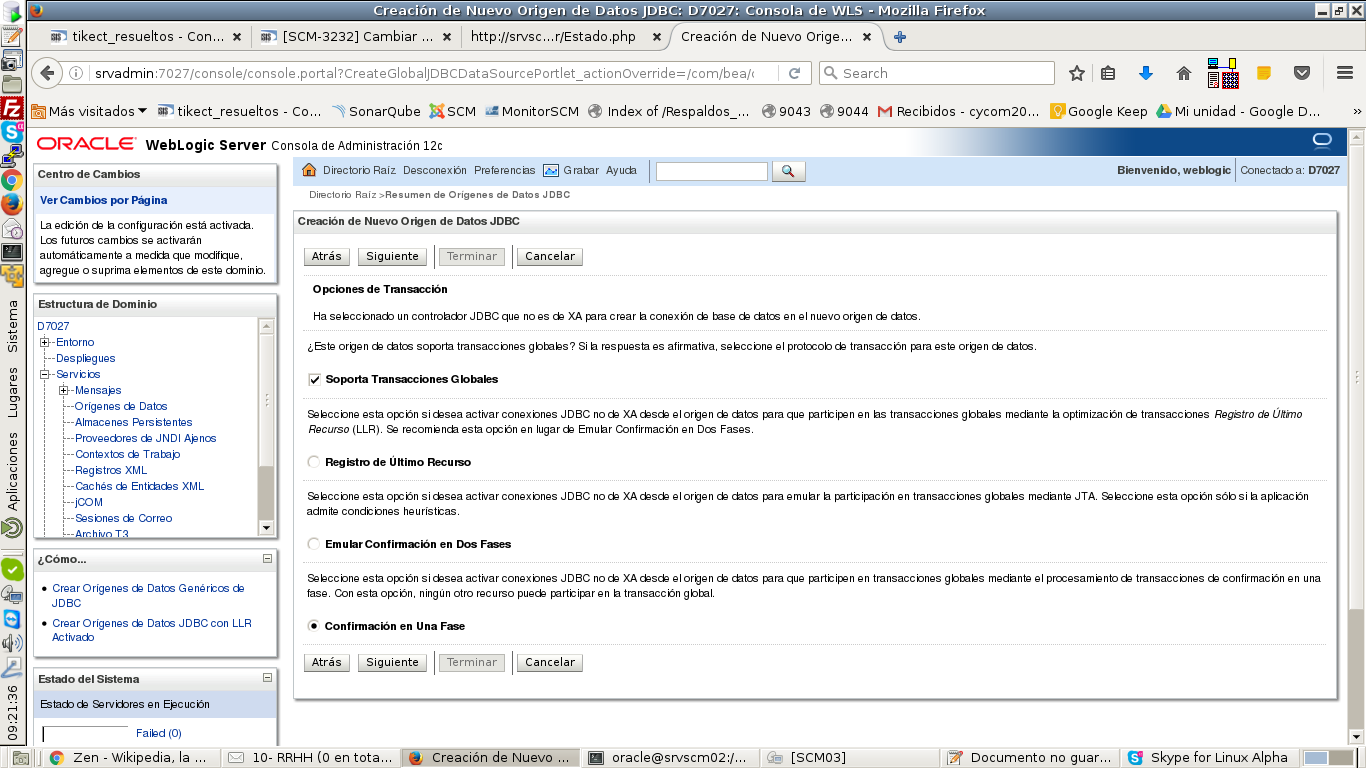 Creación de Nuevo Origen de Datos JDBC: D7027: Consola de WLS - Mozilla Firefox
tikect_resueltos - Con...
[SCM-3232] Cambiar ...
http://srvsc...r/Estado.php
Creación de Nuevo Orige...
srvadmin:7027/console/console.portal?CreateGlobalJDBCDataSourcePortlet_actionOverride=/com/bea/c
Search
Más visitados
tikect_resueltos - Co...
SonarQube
SCM
MonitorSCM
Index of /Respaldos_...
9043
9044
Recibidos - cycom20...
Google Keep
Mi unidad - Google D...
ORACLE WebLogic Server Consola de Administración 12c
Centro de Cambios
Ver Cambios por Página
La edición de la configuración está activada.
Los futuros cambios se activarán
automáticamente a medida que modifique,
agregue o suprima elementos de este dominio.
Estructura de Dominio
D7027
Entorno
Despliegues
Servicios
Mensajes
Orígenes de Datos
Almacenes Persistentes
Proveedores de JNDI Ajenos
Contextos de Trabajo
Registros XML
Cachés de Entidades XML
jCOM
Sesiones de Correo
Archivo T3
¿Cómo...
Crear Orígenes de Datos Genéricos de
JDBC
Crear Orígenes de Datos JDBC con LLR
Activado
Estado del Sistema
Estado de Servidores en Ejecución
Failed (0)
Directorio Raíz Desconexión Preferencias Grabar Ayuda
Bienvenido, weblogic Conectado a: D7027
Directorio Raíz >Resumen de Orígenes de Datos JDBC
Creación de Nuevo Origen de Datos JDBC
Atrás Siguiente Terminar Cancelar
Opciones de Transacción
Ha seleccionado un controlador JDBC que no es de XA para crear la conexión de base de datos en el nuevo origen de datos.
¿Este origen de datos soporta transacciones globales? Si la respuesta es afirmativa, seleccione el protocolo de transacción para este origen de datos.
Soporta Transacciones Globales
Seleccione esta opción si desea activar conexiones JDBC no de XA desde el origen de datos para que participen en las transacciones globales mediante la optimización de transacciones Registro de Último
Recurso (LLR). Se recomienda esta opción en lugar de Emular Confirmación en Dos Fases.
Registro de Último Recurso
Seleccione esta opción si desea activar conexiones JDBC no de XA desde el origen de datos para emular la participación en transacciones globales mediante JTA. Seleccione esta opción sólo si la aplicación
admite condiciones heurísticas.
Emular Confirmación en Dos Fases
Seleccione esta opción si desea activar conexiones JDBC no de XA desde el origen de datos para que participen en transacciones globales mediante el procesamiento de transacciones de confirmación en una
fase. Con esta opción, ningún otro recurso puede participar en la transacción global.
Confirmación en Una Fase
Atrás Siguiente Terminar Cancelar
Sistema
Lugares
Aplicaciones
09:21:36
Zen - Wikipedia, la ...
10- RRHH (0 en tota...
eación de Nuevo ...
oracle@srvscm02:/...
[SCM03]
Documento no guar...
Skype for Linux Alpha